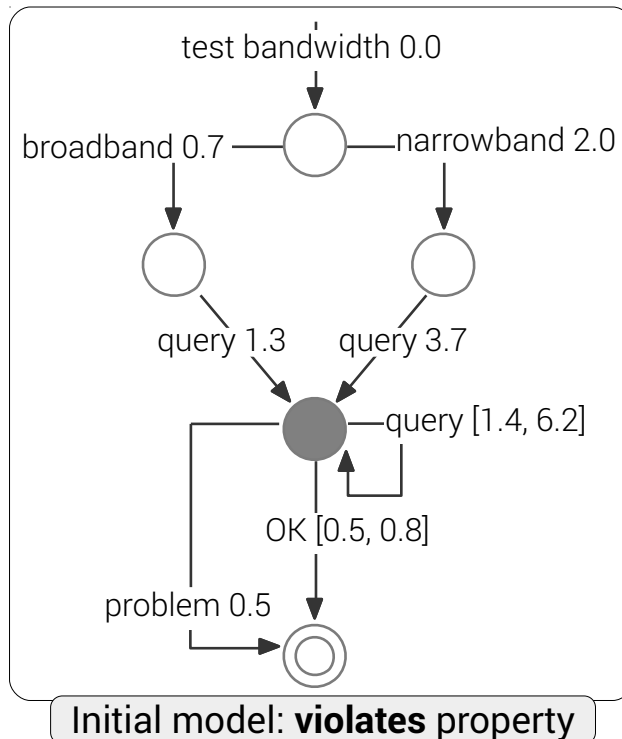 test bandwidth 0.0
broadband 0.7
narrowband 2.0
query 1.3
query 3.7
query [1.4, 6.2]
OK [0.5, 0.8]
problem 0.5
Initial model: violates property